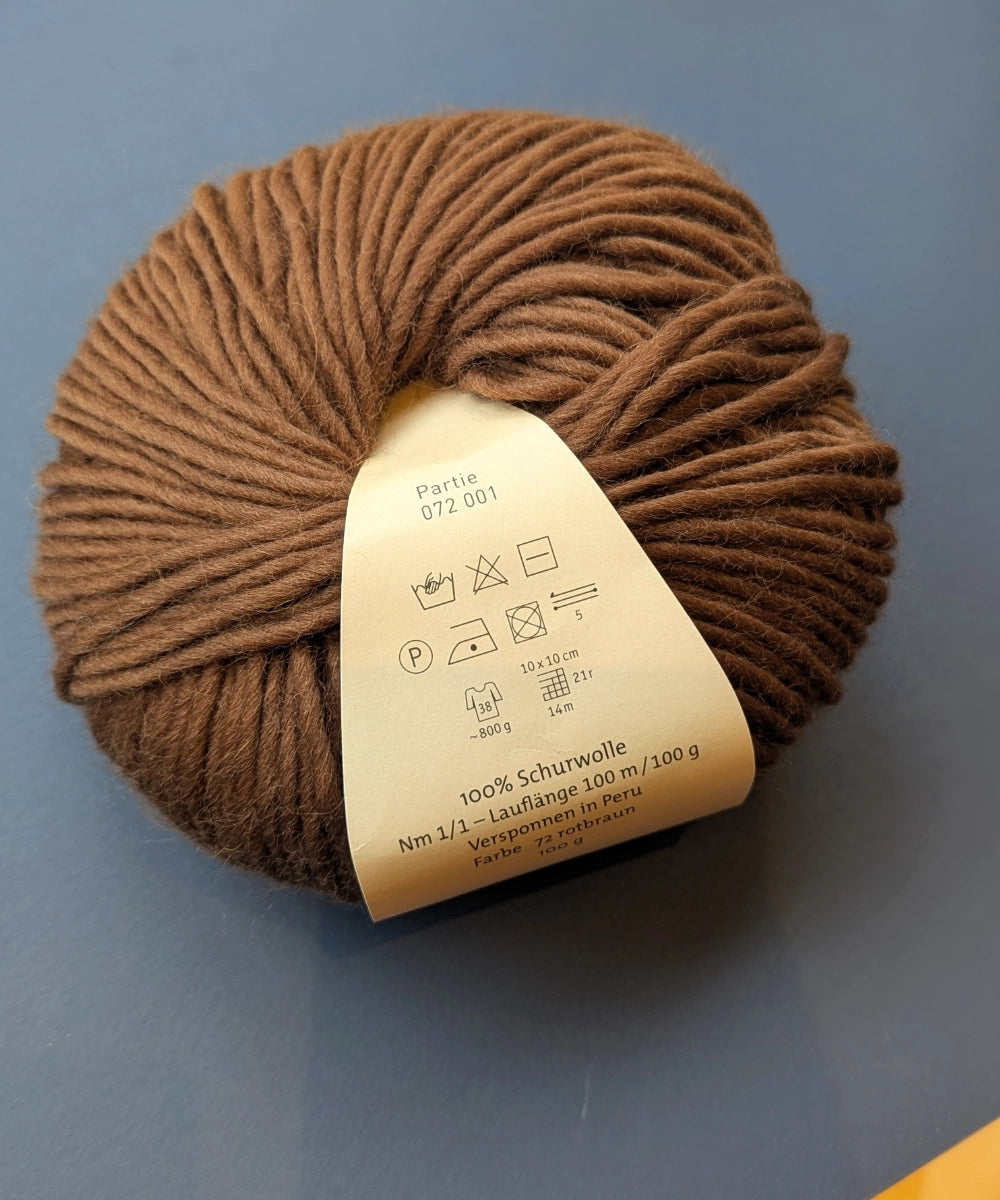 Partie
072 001
P
5
10 x 10 cm
21r
14m
38
~800 g
100% Schurwolle
Nm 1/1 – Lauflänge 100 m / 100 g
Versponnen in Peru
Farbe 72 rotbraun
100 g